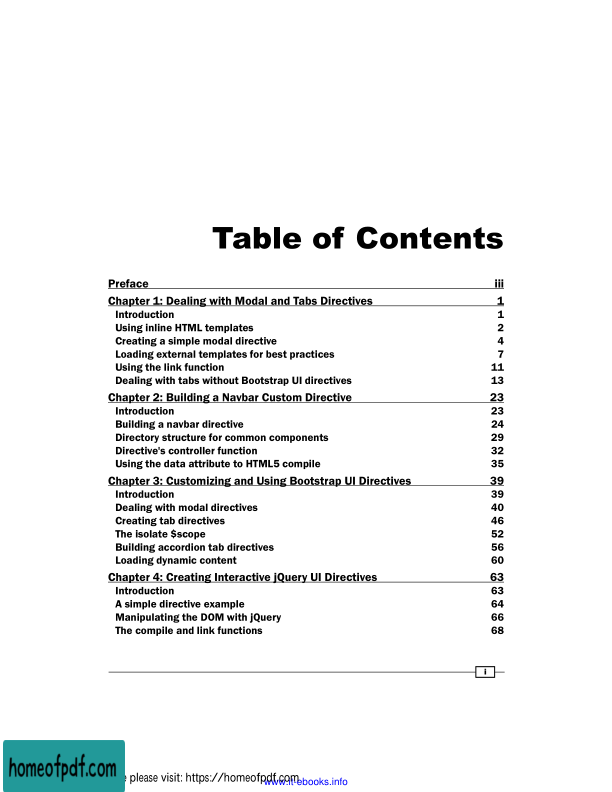 Table of Contents
Preface iii
Chapter 1: Dealing with Modal and Tabs Directives 1
Introduction 1
Using inline HTML templates 2
Creating a simple modal directive 4
Loading external templates for best practices 7
Using the link function 11
Dealing with tabs without Bootstrap UI directives 13
Chapter 2: Building a Navbar Custom Directive 23
Introduction 23
Building a navbar directive 24
Directory structure for common components 29
Directive's controller function 32
Using the data attribute to HTML5 compile 35
Chapter 3: Customizing and Using Bootstrap UI Directives 39
Introduction 39
Dealing with modal directives 40
Creating tab directives 46
The isolate $scope 52
Building accordion tab directives 56
Loading dynamic content 60
Chapter 4: Creating Interactive jQuery UI Directives 63
Introduction 63
A simple directive example 64
Manipulating the DOM with jQuery 66
The compile and link functions 68
i
homeofpdf.com
please visit: https://homeofpdf.com
www.it-ebooks.info